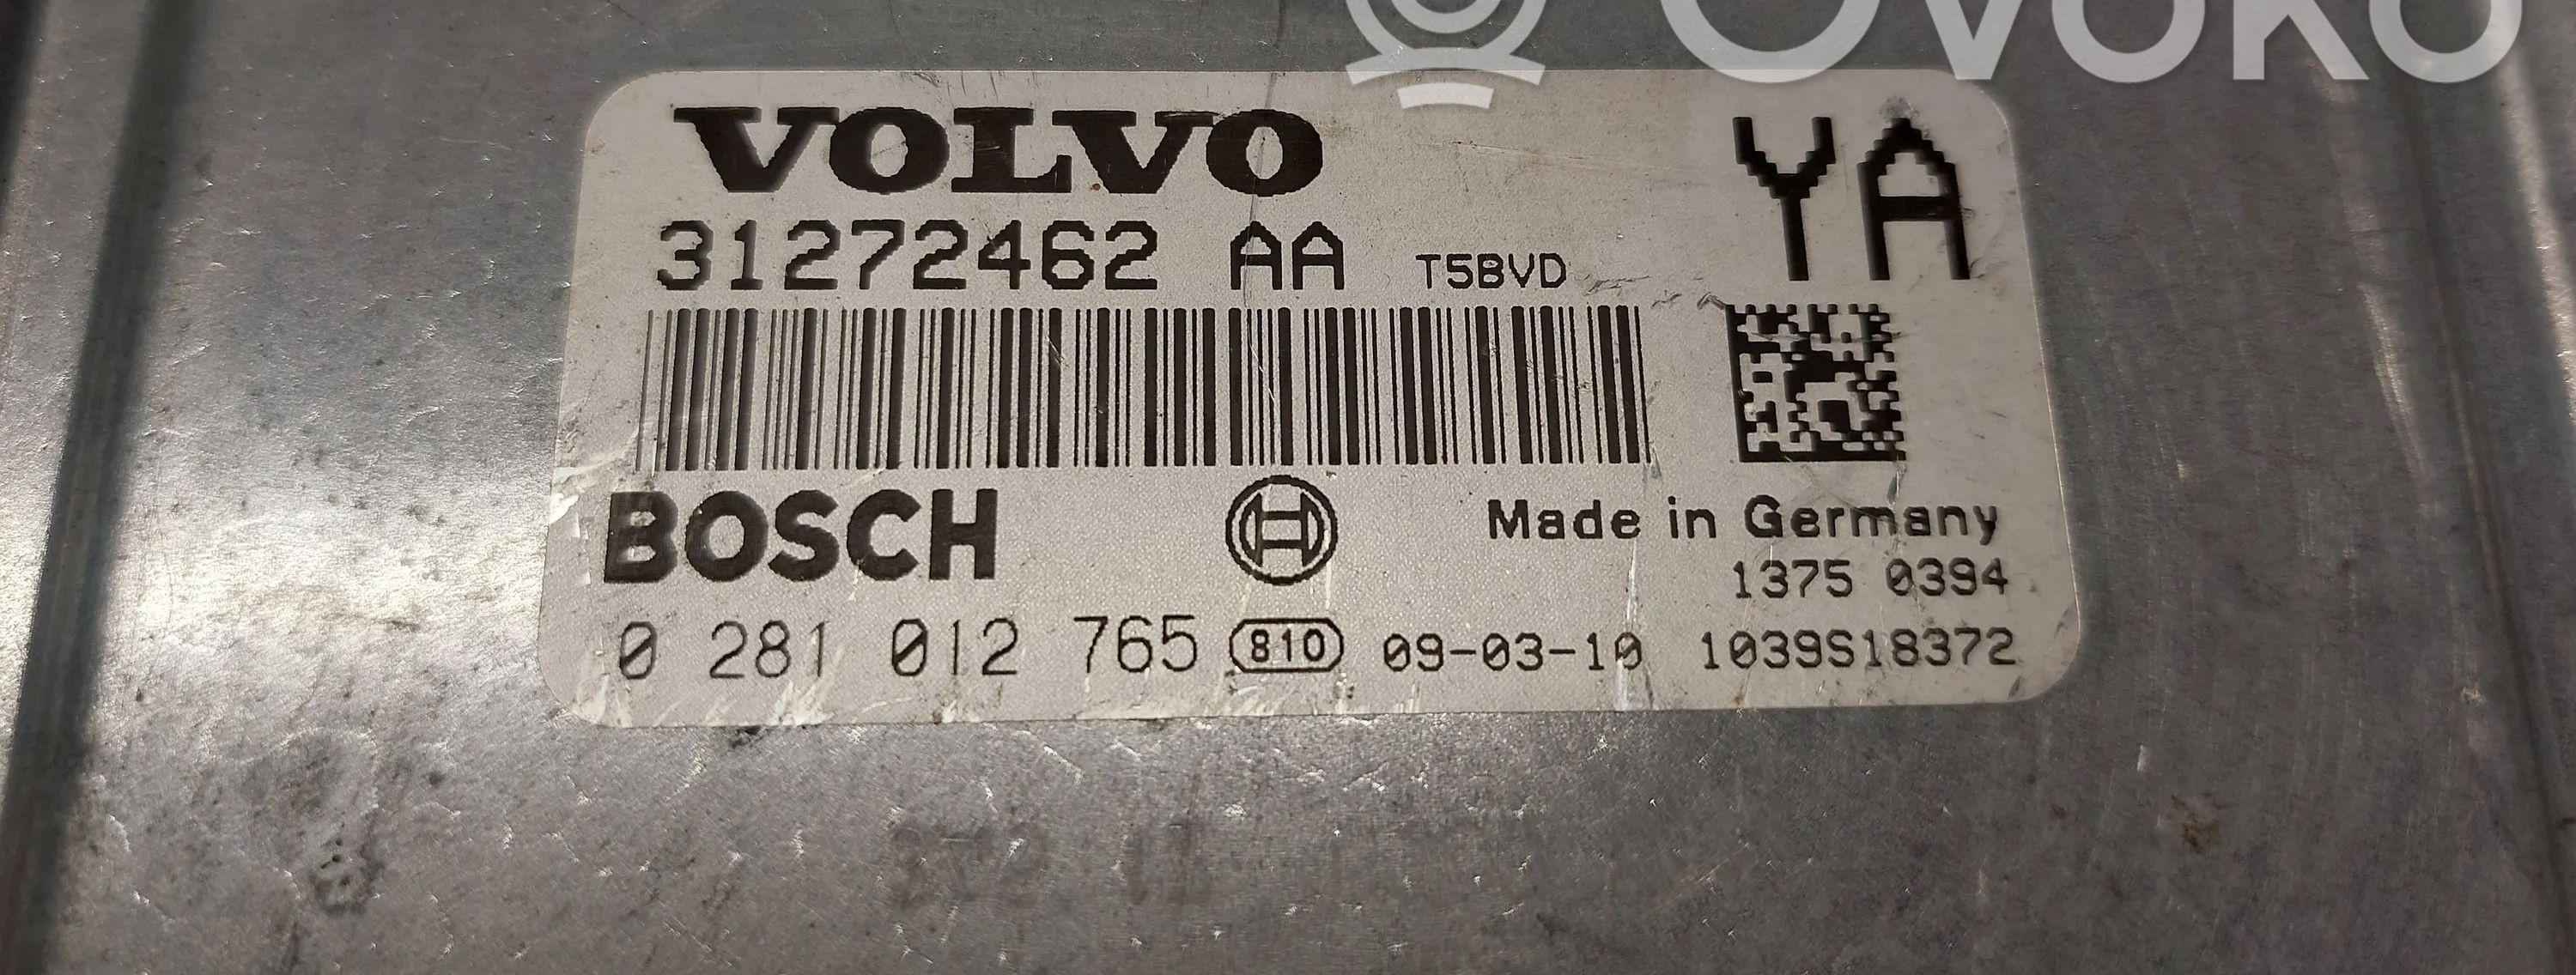 OVOKO
VOLVO
YA
31272462 AA T5BVD
BOSCH
Made in Germany
1375 0394
0 281 012 765 810 09-03-10 1039S18372